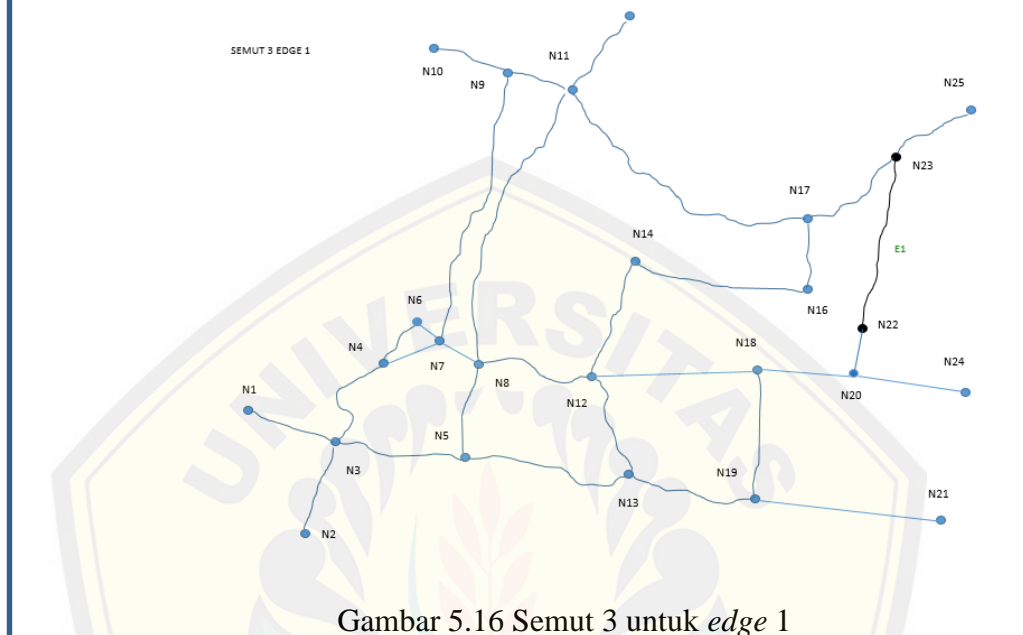 SEMUT 3 EDGE 1
N10
N9
N11
N25
N23
N17
N14
E1
N16
N6
N22
N4
N7
N8
N18
N24
N20
N1
N12
N5
N3
N19
N13
N21
N2
UNIVERSITAS
Gambar 5.16 Semut 3 untuk edge 1